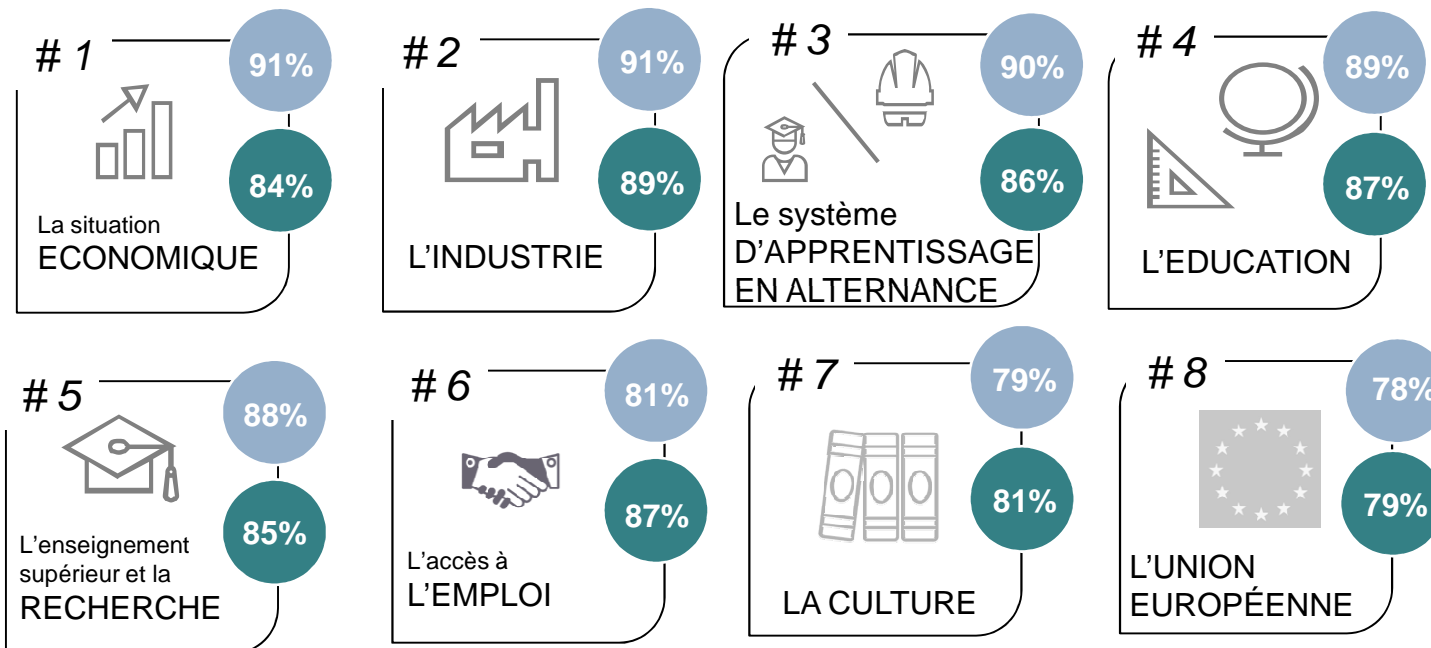 # 1
91%
84%
La situation
ECONOMIQUE
# 2
91%
89%
L'INDUSTRIE
# 3
90%
86%
Le système
D'APPRENTISSAGE
EN ALTERNANCE
# 4
89%
87%
L'EDUCATION
# 5
88%
85%
L'enseignement
supérieur et la
RECHERCHE
# 6
81%
87%
L'accès à
L'EMPLOI
# 7
79%
81%
LA CULTURE
# 8
78%
79%
L'UNION
EUROPÉENNE